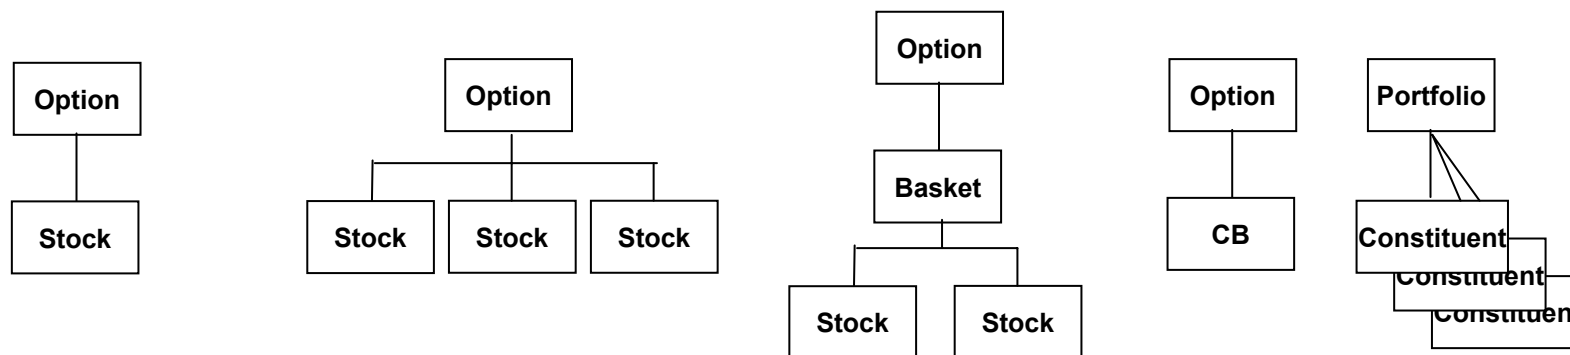 Option
Stock
Option
Stock
Stock
Stock
Option
Basket
Stock
Stock
Option
CB
Portfolio
Constituent
Constituent